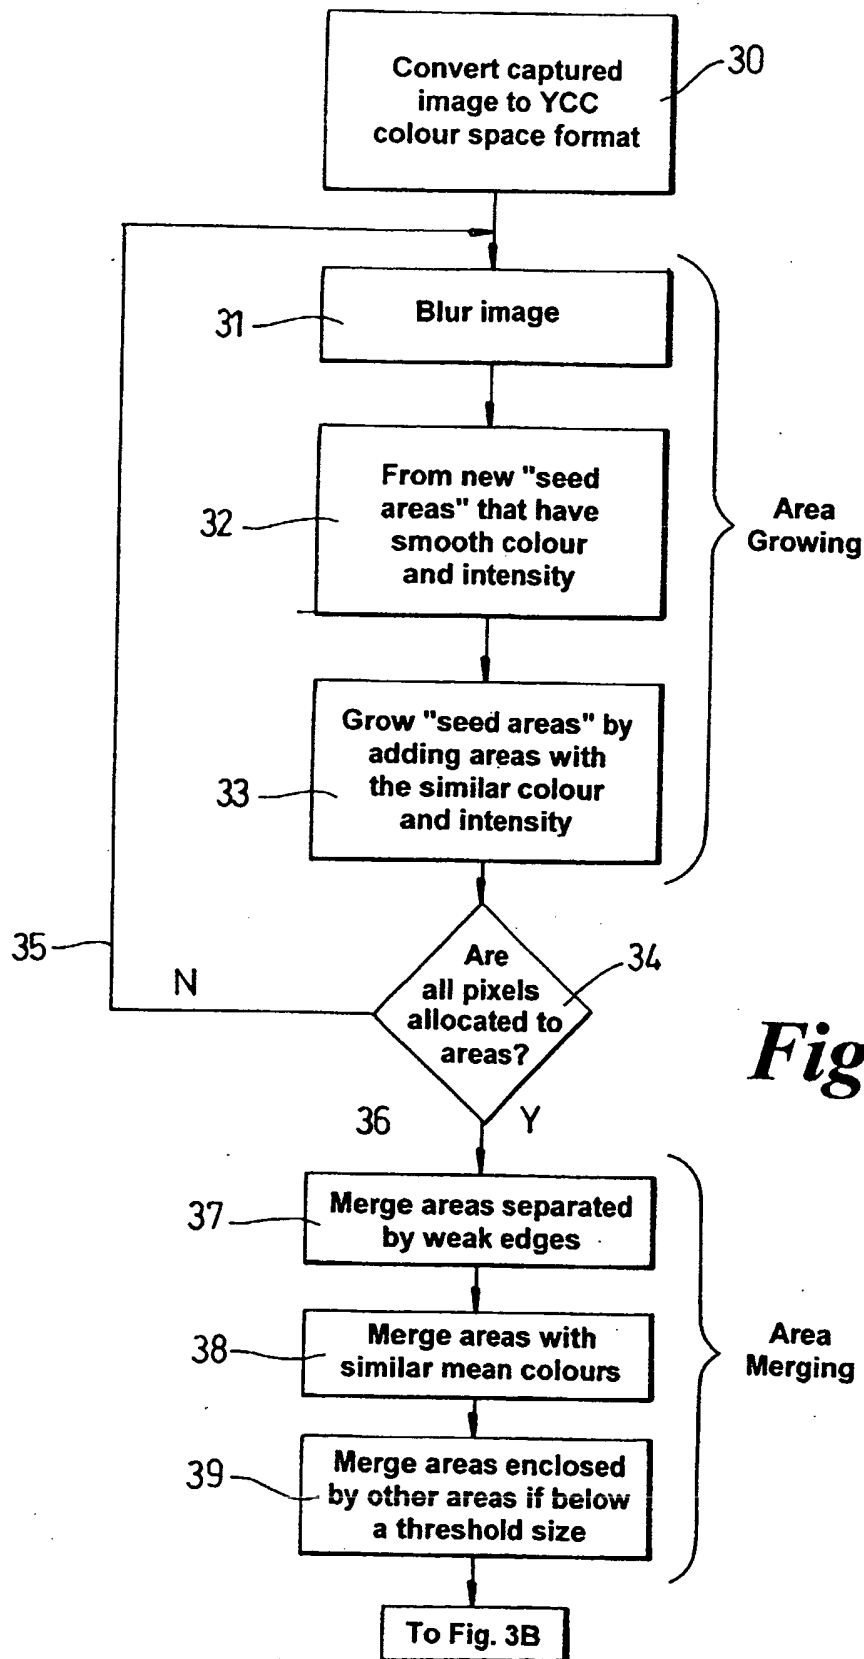 Convert captured
image to YCC
colour space format
30
31
Blur image
32
From new "seed
areas" that have
smooth colour
and intensity
Area
Growing
33
Grow "seed areas" by
adding areas with
the similar colour
and intensity
35
N
Are
all pixels
allocated to
areas?
34
Fig
36
Y
37
Merge areas separated
by weak edges
38
Merge areas with
similar mean colours
Area
Merging
39
Merge areas enclosed
by other areas if below
a threshold size
To Fig. 3B